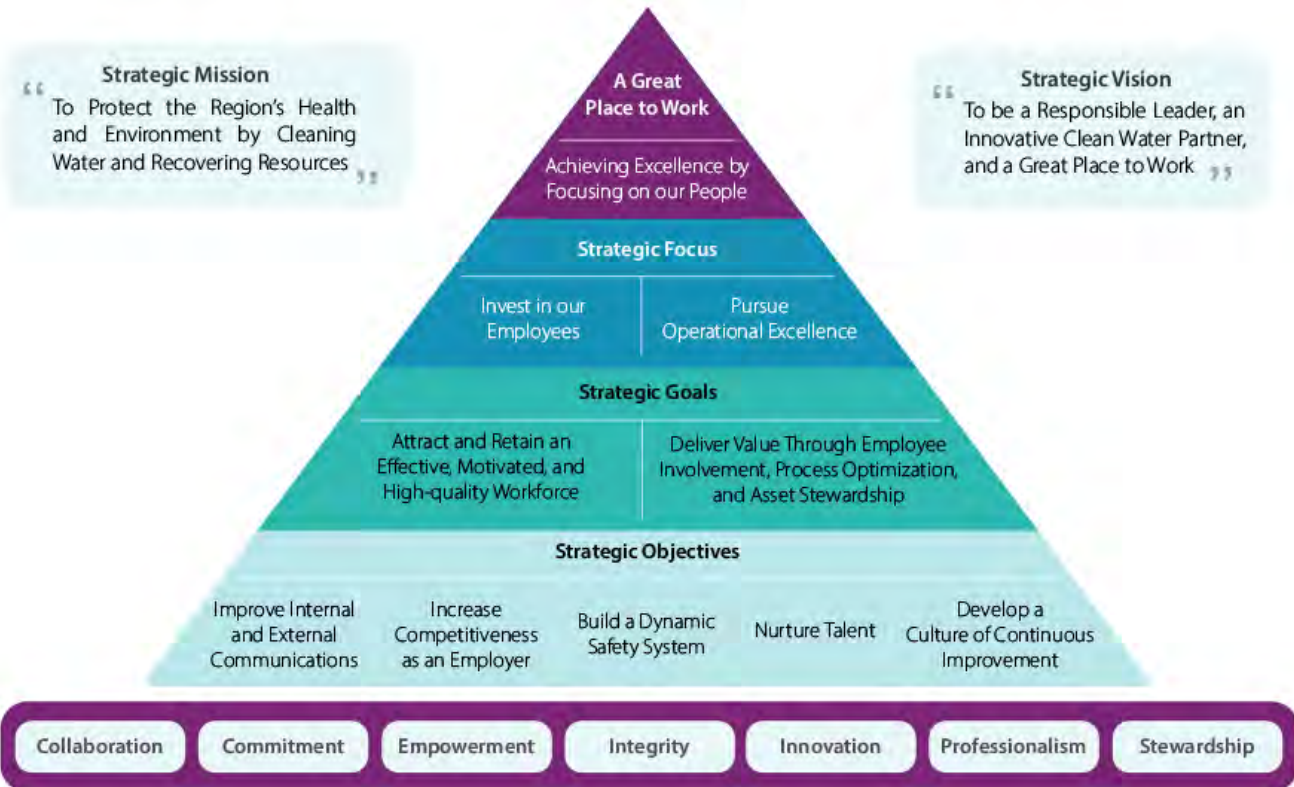 Strategic Mission
“ To Protect the Region’s Health
and Environment by Cleaning
Water and Recovering Resources ”
Strategic Vision
“ To be a Responsible Leader, an
Innovative Clean Water Partner,
and a Great Place to Work ”
A Great
Place to Work
Achieving Excellence by
Focusing on our People
Strategic Focus
Invest in our
Employees
Pursue
Operational Excellence
Strategic Goals
Attract and Retain an
Effective, Motivated, and
High-quality Workforce
Deliver Value Through Employee
Involvement, Process Optimization,
and Asset Stewardship
Strategic Objectives
Improve Internal
and External
Communications
Increase
Competitiveness
as an Employer
Build a Dynamic
Safety System
Nurture Talent
Develop a
Culture of Continuous
Improvement
Collaboration
Commitment
Empowerment
Integrity
Innovation
Professionalism
Stewardship